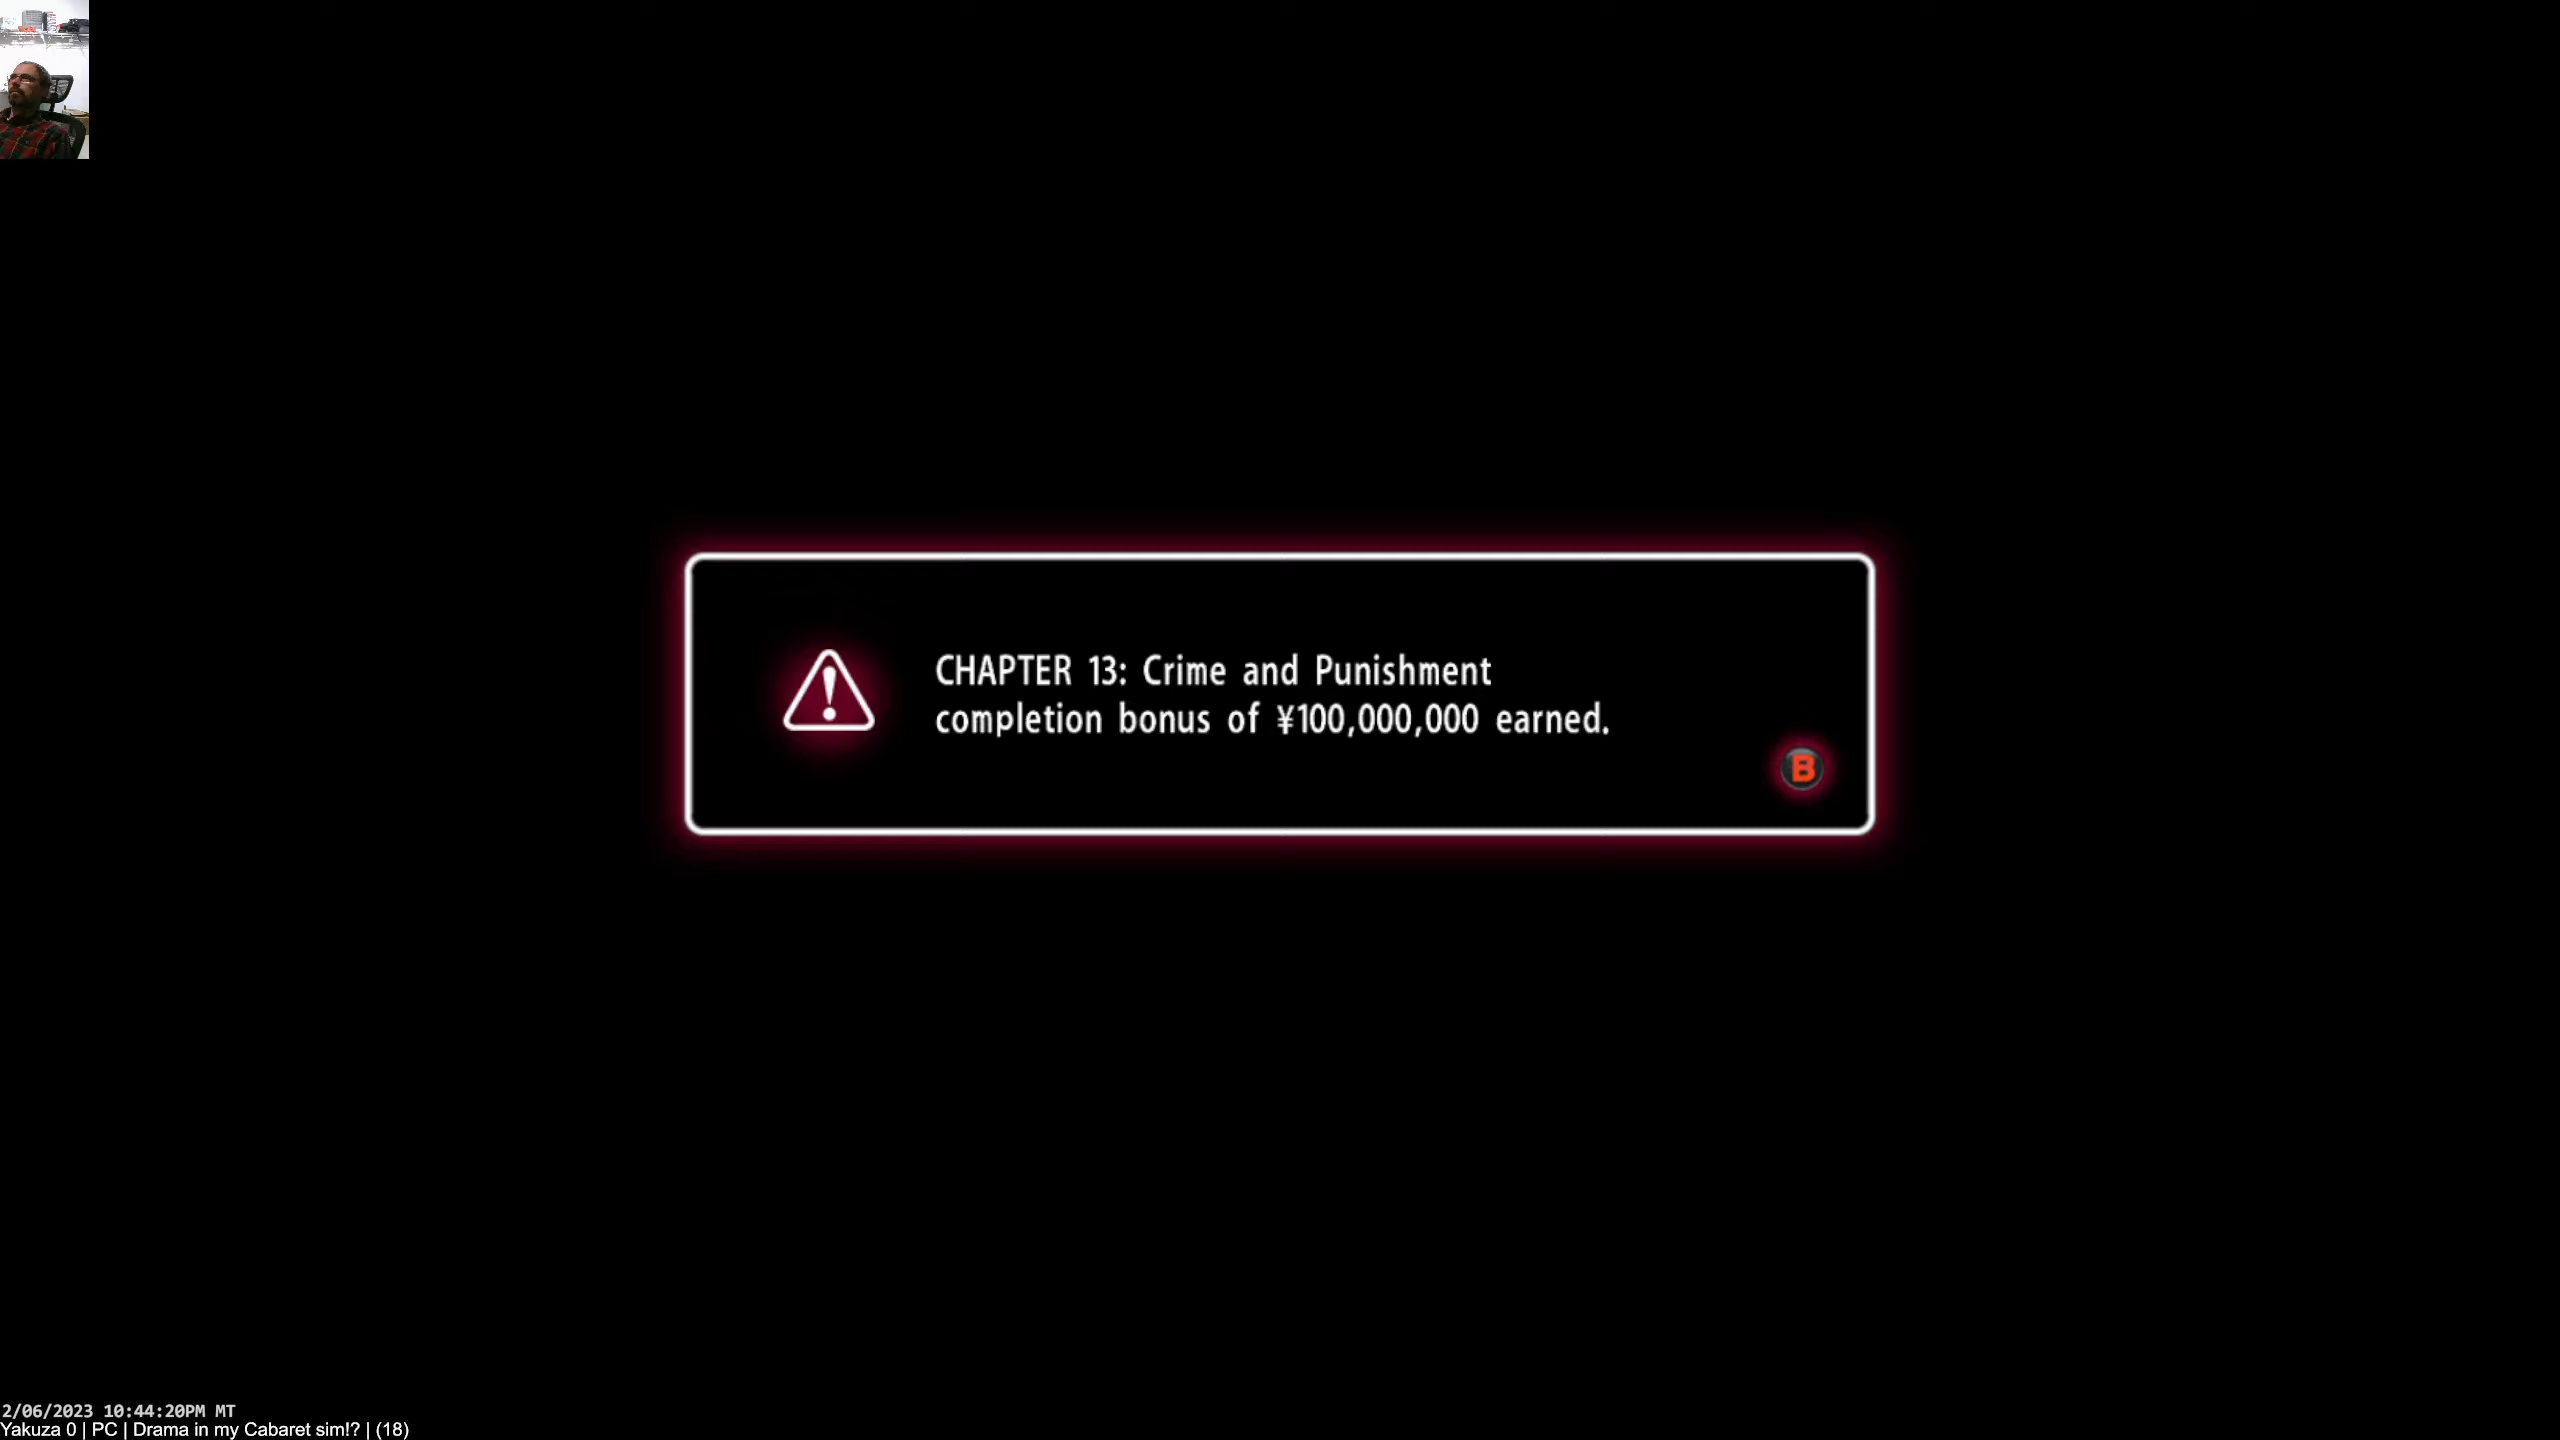 CHAPTER 13: Crime and Punishment
completion bonus of ¥100,000,000 earned.
B
2/06/2023 10:44:20PM MT
Yakuza 0 | PC | Drama in my Cabaret sim!? | (18)